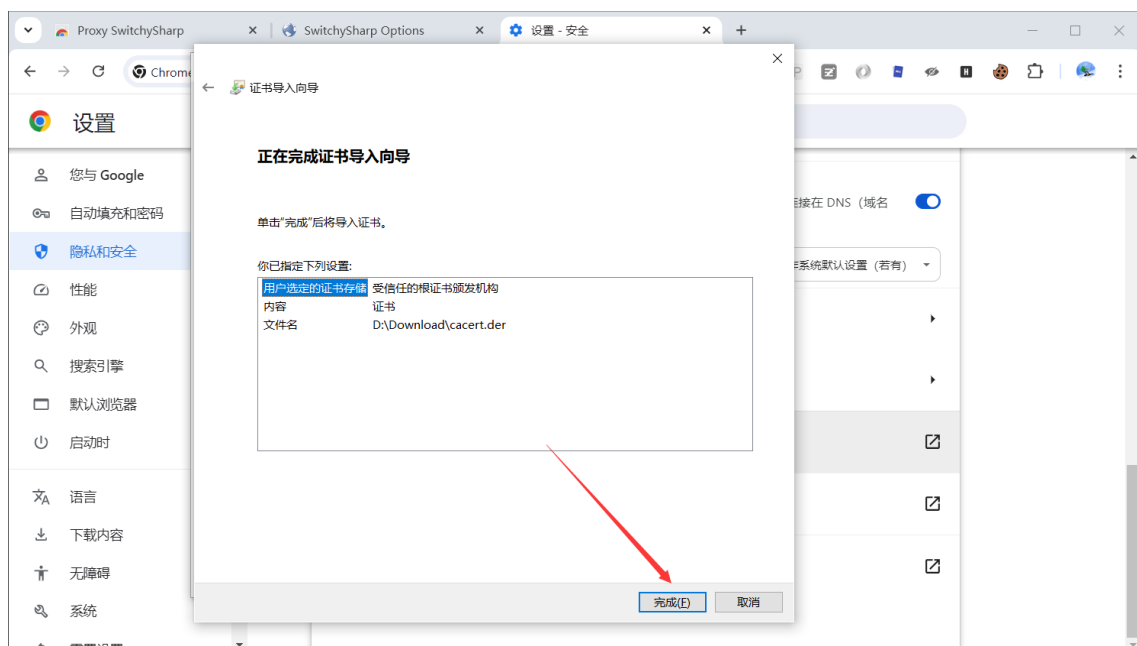 Proxy SwitchySharp
SwitchySharp Options
设置 - 安全
Chrome
设置
您与 Google
自动填充和密码
隐私和安全
性能
外观
搜索引擎
默认浏览器
启动时
语言
下载内容
无障碍
系统
证书导入向导
正在完成证书导入向导
单击“完成”后将导入证书。
你已指定下列设置:
用户选定的证书存储 受信任的根证书颁发机构
内容 证书
文件名 D:\Download\cacert.der
完成(F) 取消
接在 DNS (域名
系统默认设置 (若有)